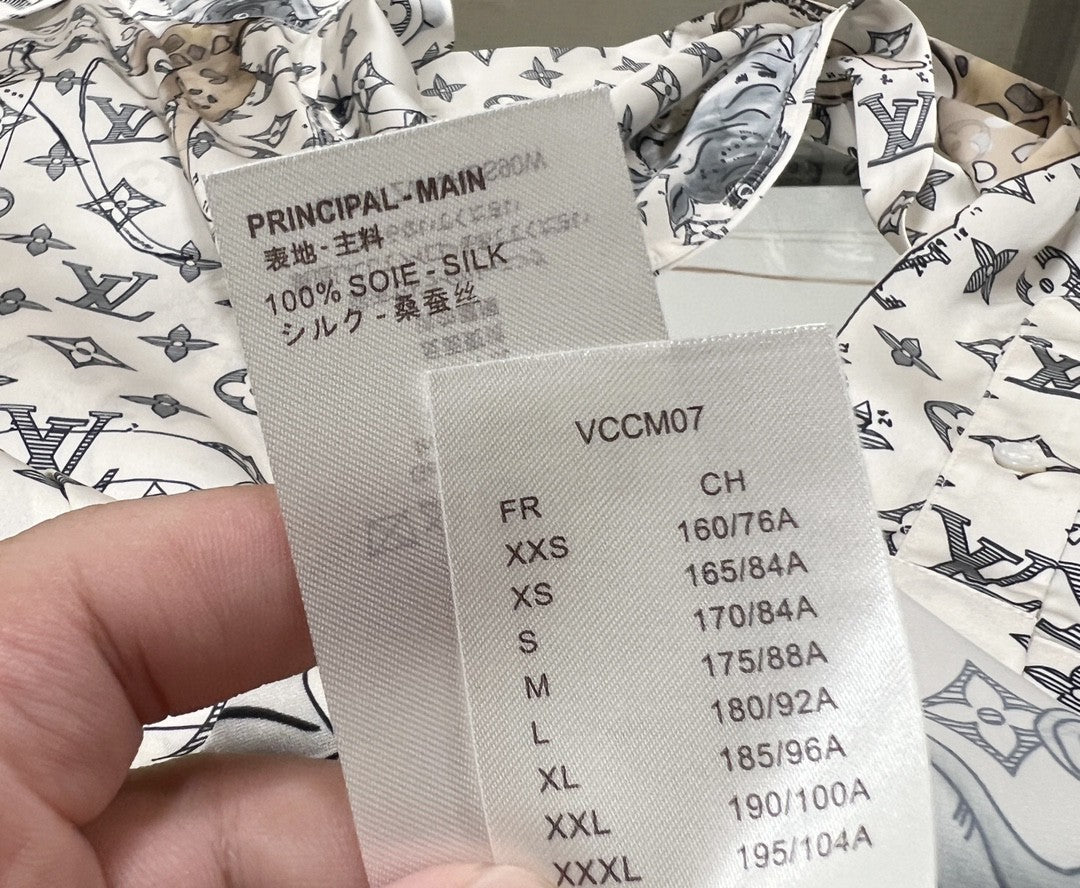 PRINCIPAL-MAIN
表地-主料
100% SOIE-SILK
シルク-桑蚕丝
VCCM07
FR CH
XXS 160/76A
XS 165/84A
S 170/84A
M 175/88A
L 180/92A
XL 185/96A
XXL 190/100A
XXXL 195/104A